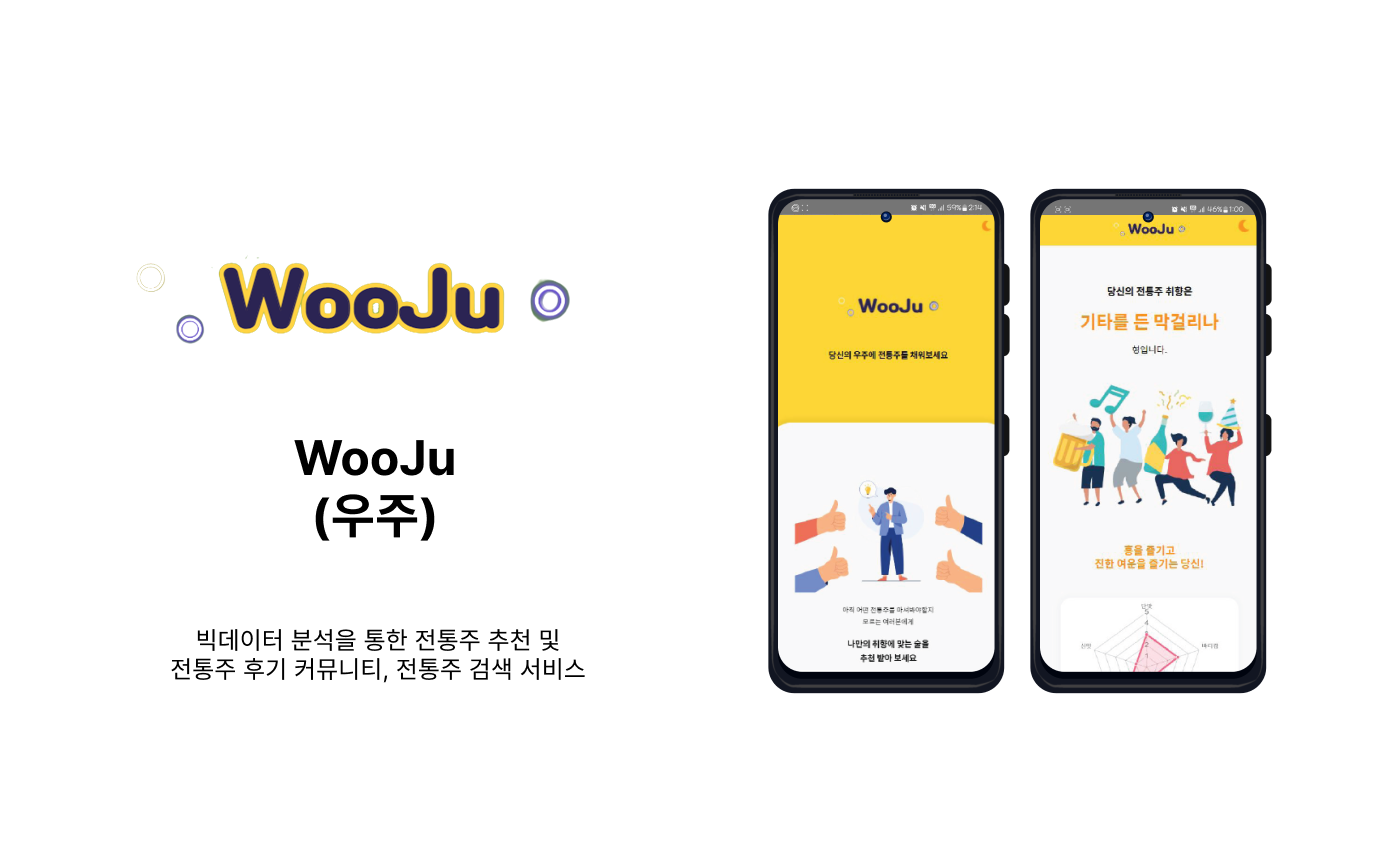 WooJu
WooJu
(우주)
빅데이터 분석을 통한 전통주 추천 및
전통주 후기 커뮤니티, 전통주 검색 서비스
59% 2:14
WooJu
당신의 우주에 전통주를 채워보세요
아직 어떤 전통주를 마셔봐야할지
모르는 여러분에게
나만의 취향에 맞는 술을
추천 받아 보세요
46% 1:00
WooJu
당신의 전통주 취향은
기타를 든 막걸리나
형입니다.
흥을 즐기고
진한 여운을 즐기는 당신!
단맛
5
4
3
2
1
신맛